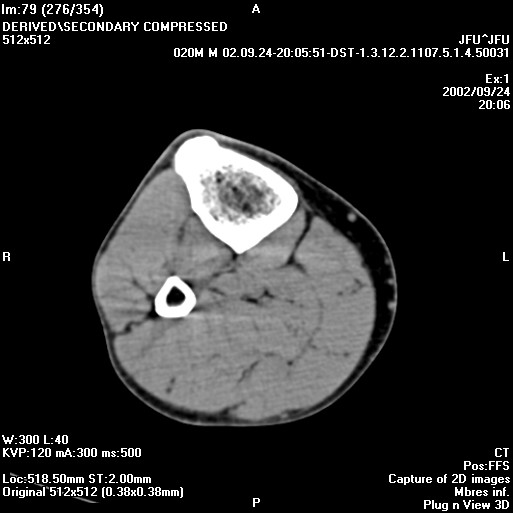 Im:79 (276/354)
A
DERIVED\SECONDARY COMPRESSED
512x512
JFU^JFU
020M M 02.09.24-20:05:51-DST-1.3.12.2.1107.5.1.4.50031
Ex:1
2002/09/24
20:06
R
L
W:300 L:40
KVP:120 mA:300 ms:500
CT
Pos:FFS
Loc:518.50mm ST:2.00mm
Capture of 2D images
Original 512x512 (0.38x0.38mm)
Mbres inf.
P
Plug n View 3D